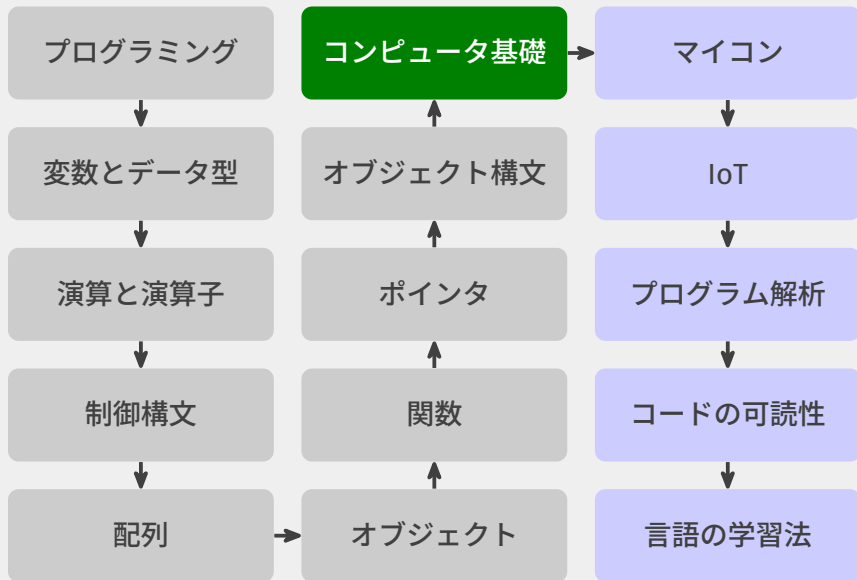 プログラミング
変数とデータ型
演算と演算子
制御構文
配列
オブジェクト
関数
ポインタ
オブジェクト構文
コンピュータ基礎
マイコン
IoT
プログラム解析
コードの可読性
言語の学習法